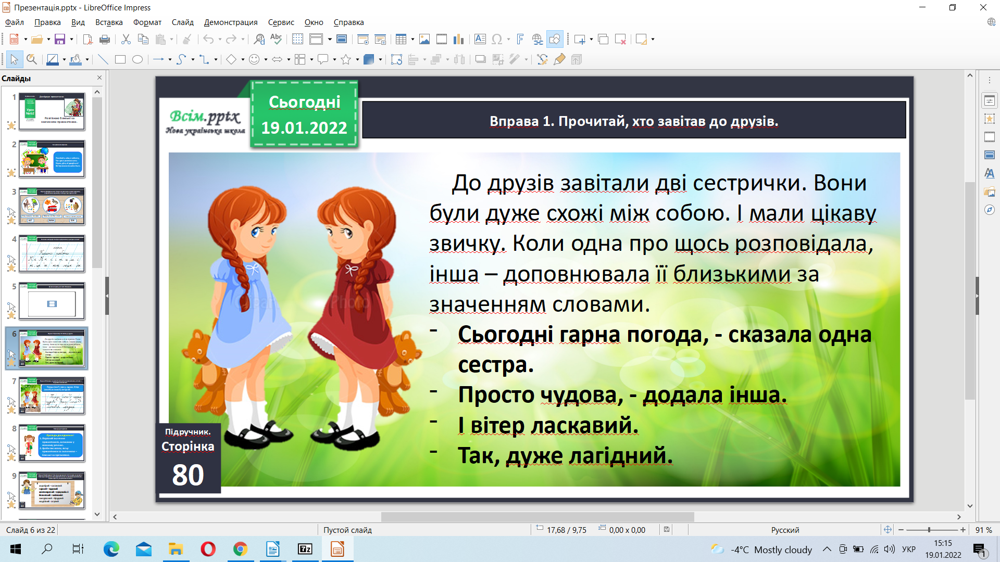 Презентація.pptx - LibreOffice Impress
Файл Правка Вид Вставка Формат Слайд Демонстрация Сервис Окно Справка
Слайды
1
2
3
4
5
6
7
8
9
Сьогодні
19.01.2022
Всім.pptx
Нова українська школа
Вправа 1. Прочитай, хто завітав до друзів.
До друзів завітали дві сестрички. Вони
були дуже схожі між собою. І мали цікаву
звичку. Коли одна про щось розповідала,
інша – доповнювала її близькими за
значенням словами.
- Сьогодні гарна погода, - сказала одна
сестра.
- Просто чудова, - додала інша.
- І вітер ласкавий.
- Так, дуже лагідний.
Підручник.
Сторінка
80
Слайд 6 из 22
Пустой слайд
17,68 / 9,75
0,00 x 0,00
Русский
91 %
-4°C Mostly cloudy
УКР
15:15
19.01.2022
1